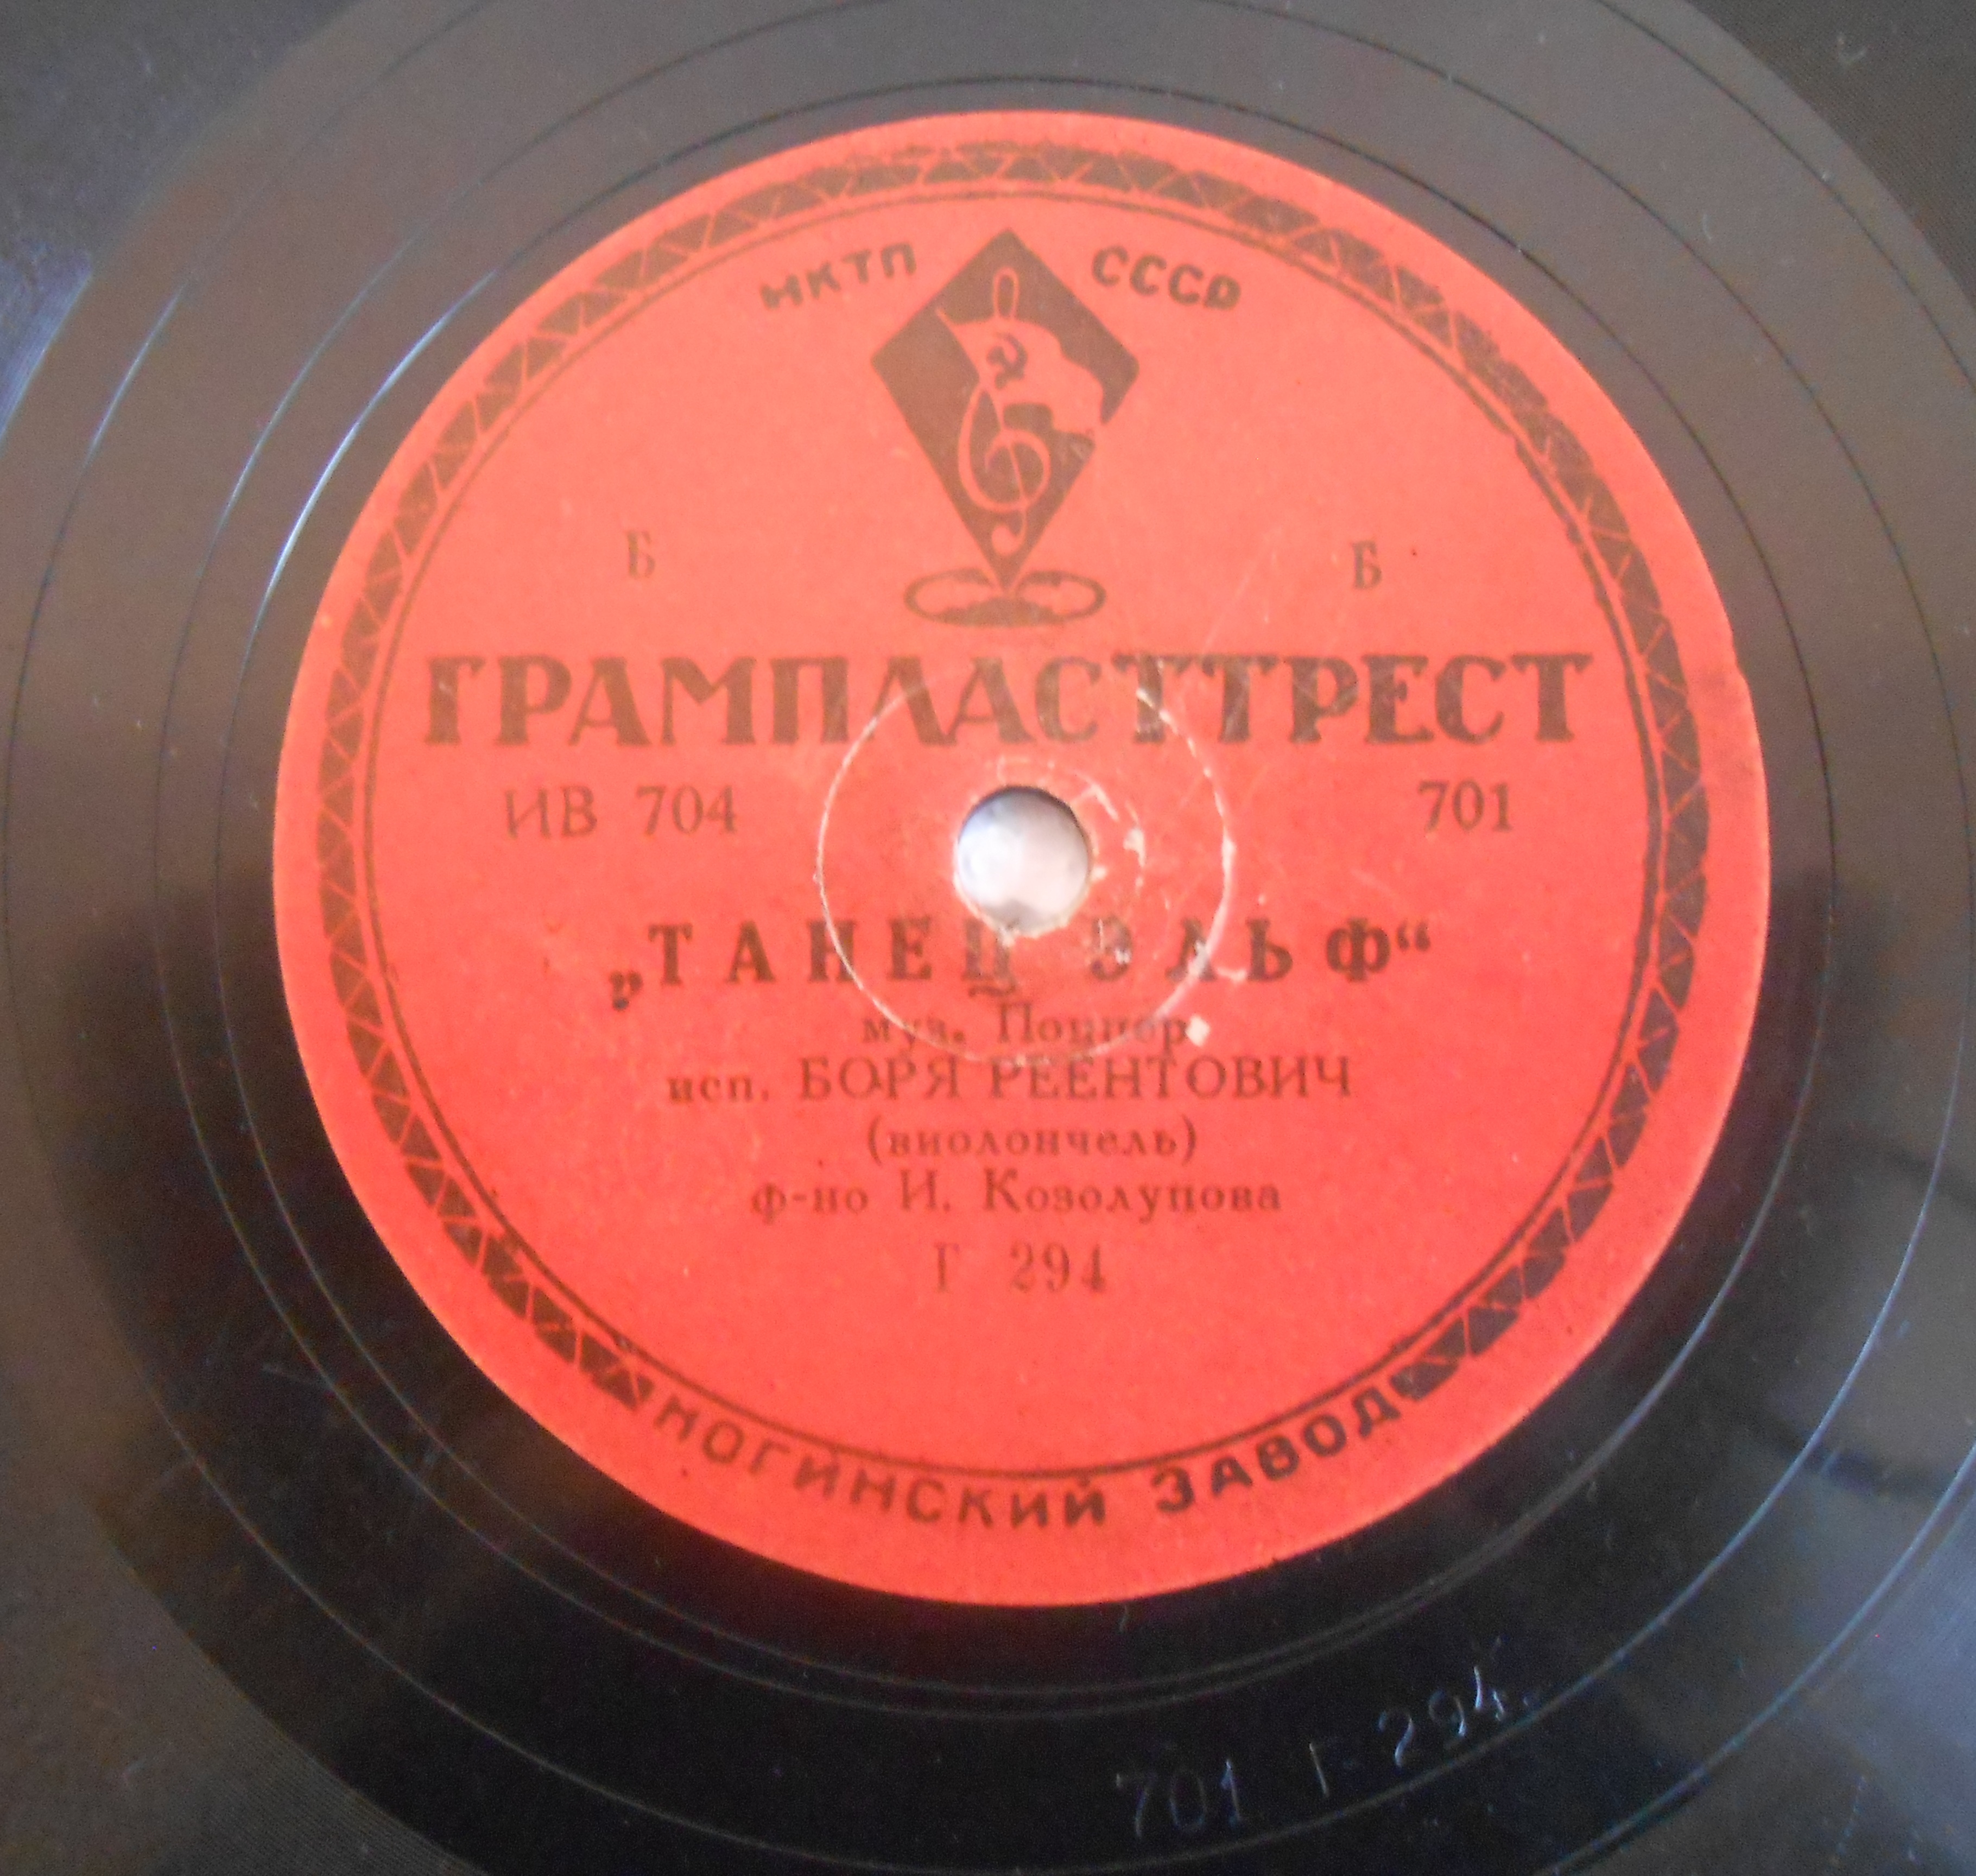 НКТП СССР
Б Б
ГРАМПЛАСТТРЕСТ
ИВ 704 701
„ТАНЕЦ ЭЛЬФ“
муз. Поппер
исп. БОРЯ РЕЕНТОВИЧ
(виолончель)
ф-но И. Козолупова
Г 294
НОГИНСКИЙ ЗАВОД
701 Г-294